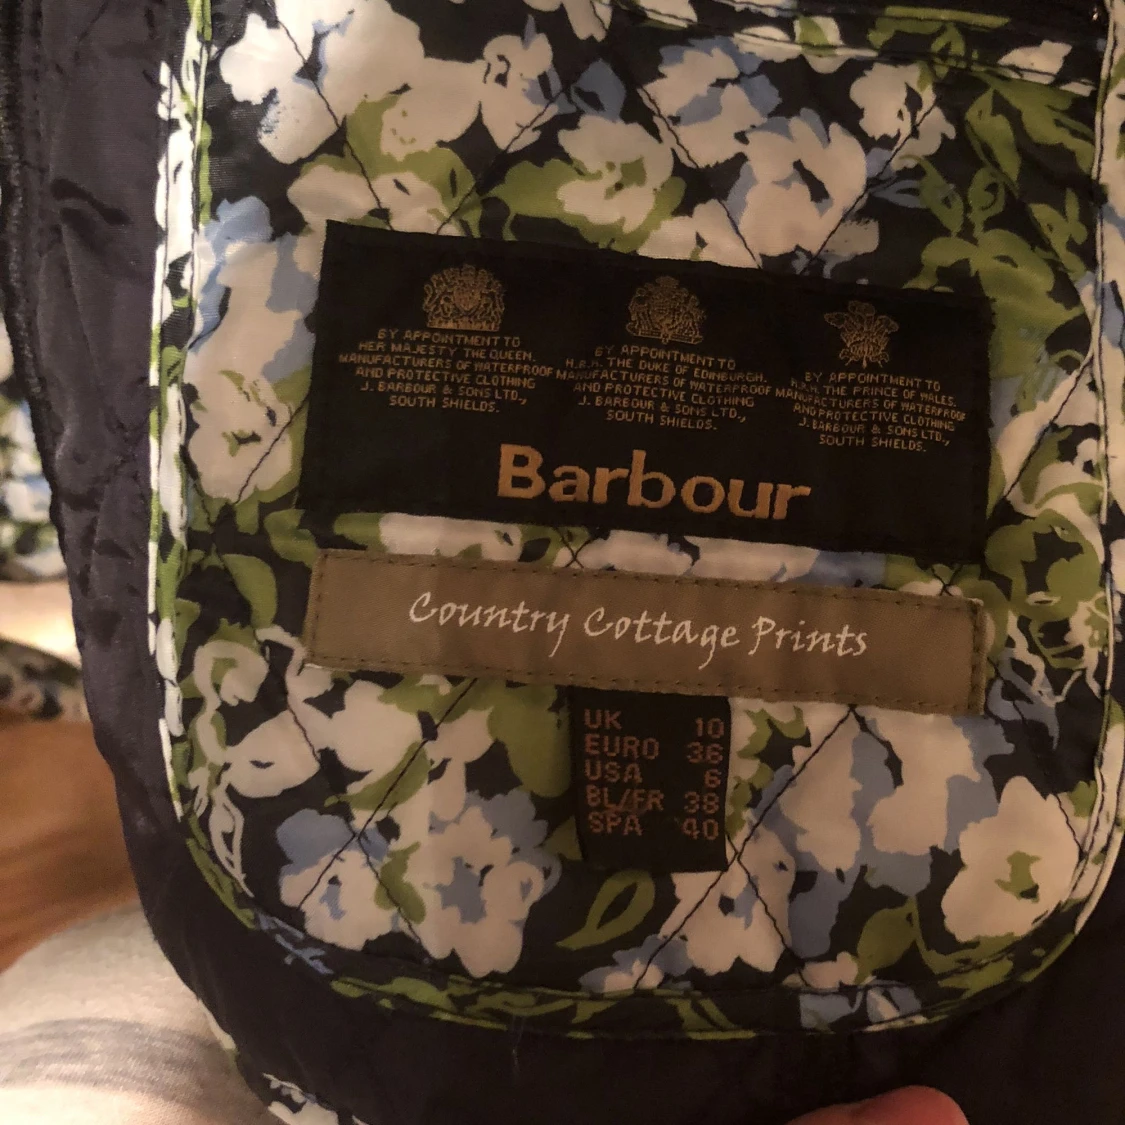 BY APPOINTMENT TO
HER MAJESTY THE QUEEN.
MANUFACTURERS OF WATERPROOF
AND PROTECTIVE CLOTHING
J. BARBOUR & SONS LTD.,
SOUTH SHIELDS.
BY APPOINTMENT TO
H.R.H. THE DUKE OF EDINBURGH.
MANUFACTURERS OF WATERPROOF
AND PROTECTIVE CLOTHING
J. BARBOUR & SONS LTD.,
SOUTH SHIELDS.
BY APPOINTMENT TO
H.R.H. THE PRINCE OF WALES.
MANUFACTURERS OF WATERPROOF
AND PROTECTIVE CLOTHING
J. BARBOUR & SONS LTD.,
SOUTH SHIELDS.
Barbour
Country Cottage Prints
UK 10
EURO 36
USA 6
BL/FR 38
SPA 40